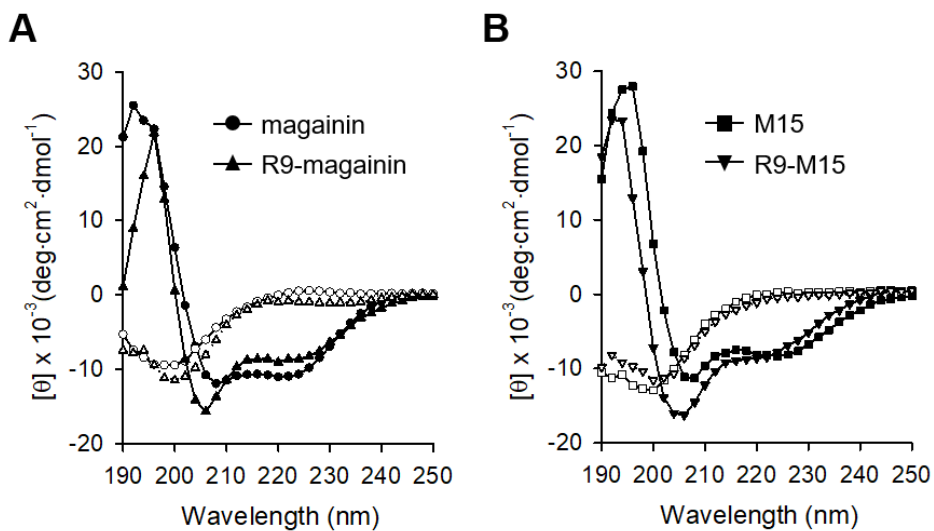 A
B
[θ] x 10⁻³ (deg·cm²·dmol⁻¹)
30
20
10
0
-10
-20
magainin
R9-magainin
190 200 210 220 230 240 250
Wavelength (nm)
[θ] x 10⁻³ (deg·cm²·dmol⁻¹)
30
20
10
0
-10
-20
M15
R9-M15
190 200 210 220 230 240 250
Wavelength (nm)